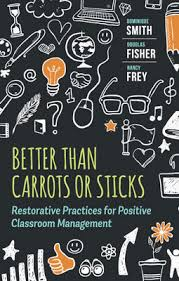 DOMINIQUE
SMITH
DOUGLAS
FISHER
NANCY
FREY
BETTER THAN
CARROTS OR STICKS
Restorative Practices for Positive
Classroom Management